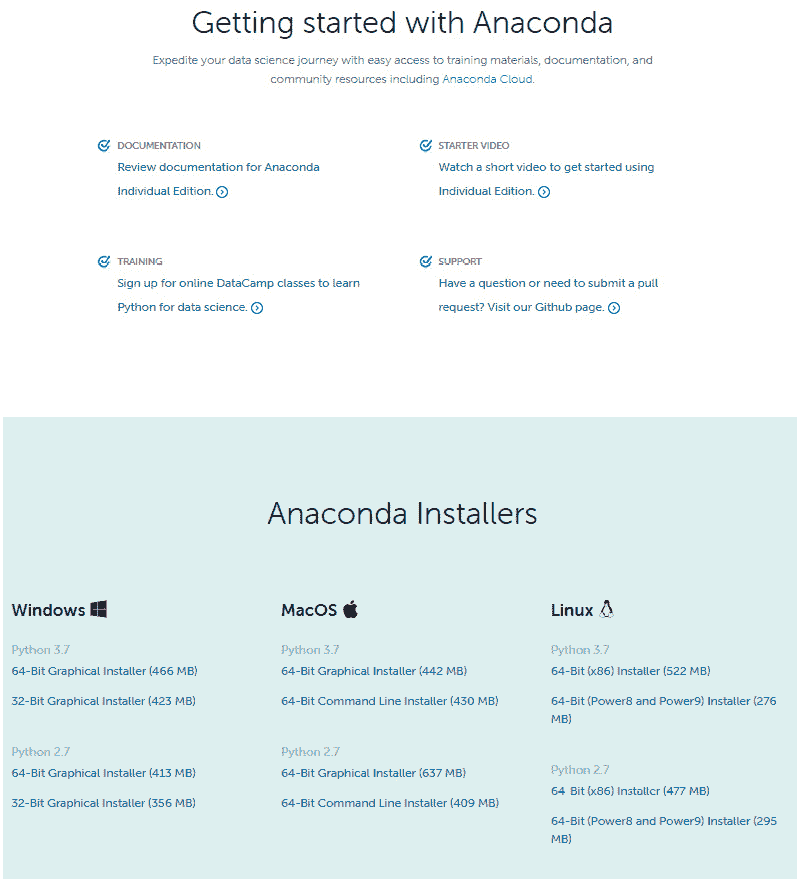 Getting started with Anaconda
Expedite your data science journey with easy access to training materials, documentation, and
community resources including Anaconda Cloud.
DOCUMENTATION
Review documentation for Anaconda
Individual Edition.
STARTER VIDEO
Watch a short video to get started using
Individual Edition.
TRAINING
Sign up for online DataCamp classes to learn
Python for data science.
SUPPORT
Have a question or need to submit a pull
request? Visit our Github page.
Anaconda Installers
Windows
Python 3.7
64-Bit Graphical Installer (466 MB)
32-Bit Graphical Installer (423 MB)
Python 2.7
64-Bit Graphical Installer (413 MB)
32-Bit Graphical Installer (356 MB)
MacOS
Python 3.7
64-Bit Graphical Installer (442 MB)
64-Bit Command Line Installer (430 MB)
Python 2.7
64-Bit Graphical Installer (637 MB)
64-Bit Command Line Installer (409 MB)
Linux
Python 3.7
64-Bit (x86) Installer (522 MB)
64-Bit (Power8 and Power9) Installer (276
MB)
Python 2.7
64-Bit (x86) Installer (477 MB)
64-Bit (Power8 and Power9) Installer (295
MB)